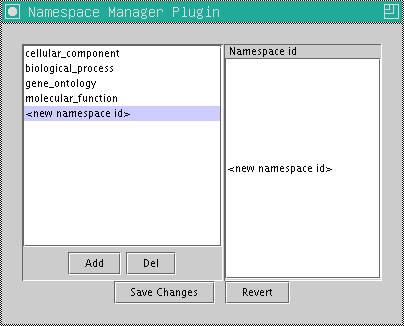 Namespace Manager Plugin
cellular_component
biological_process
gene_ontology
molecular_function
<new namespace id>
Add
Del
Namespace id
<new namespace id>
Save Changes
Revert